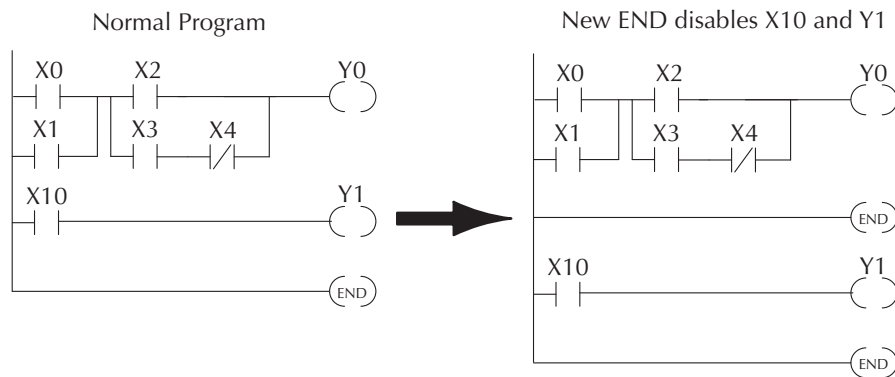 Normal Program
X0 X2 Y0
X1 X3 X4
X10 Y1
END
New END disables X10 and Y1
X0 X2 Y0
X1 X3 X4
END
X10 Y1
END